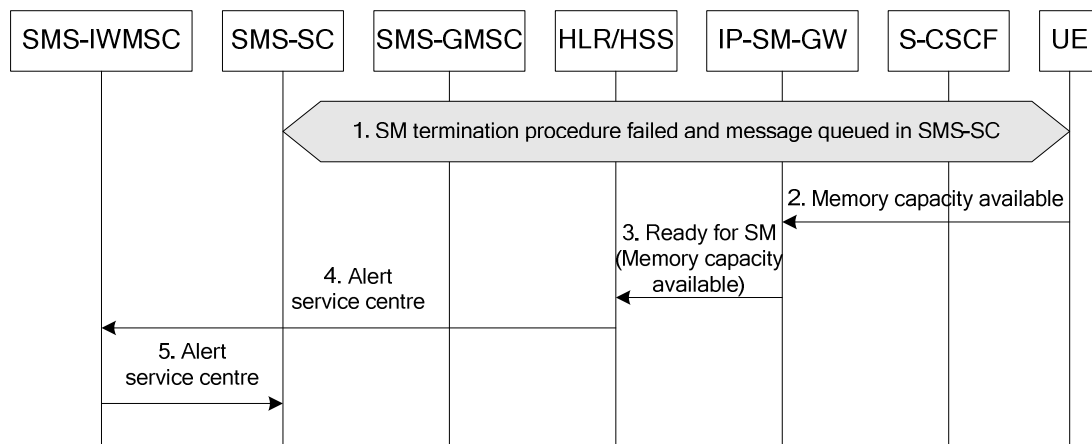 SMS-IWMSC
SMS-SC
SMS-GMSC
HLR/HSS
IP-SM-GW
S-CSCF
UE
1. SM termination procedure failed and message queued in SMS-SC
2. Memory capacity available
3. Ready for SM
(Memory capacity
available)
4. Alert
service centre
5. Alert
service centre